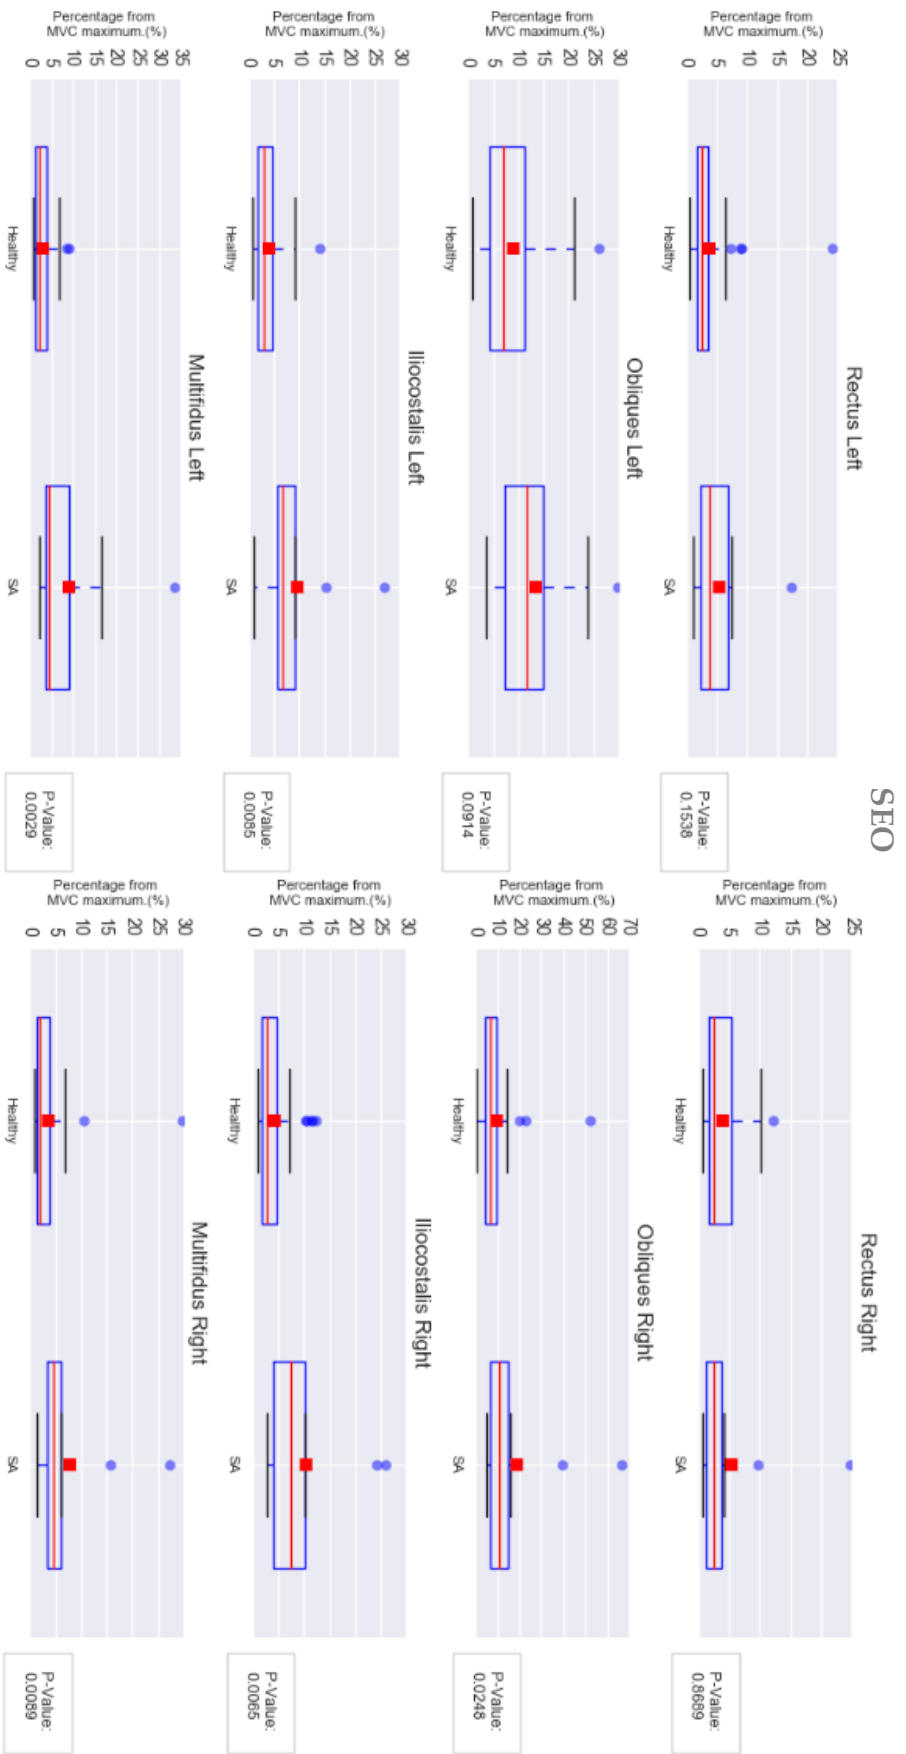 SEO
Rectus Left
Percentage from
MVC maximum.(%)
25
20
15
10
5
0
Healthy
SA
P-Value:
0.1538
Rectus Right
Percentage from
MVC maximum.(%)
25
20
15
10
5
0
Healthy
SA
P-Value:
0.8689
Obliques Left
Percentage from
MVC maximum.(%)
30
25
20
15
10
5
0
Healthy
SA
P-Value:
0.0914
Obliques Right
Percentage from
MVC maximum.(%)
70
60
50
40
30
20
10
0
Healthy
SA
P-Value:
0.0248
Iliocostalis Left
Percentage from
MVC maximum.(%)
30
25
20
15
10
5
0
Healthy
SA
P-Value:
0.0085
Iliocostalis Right
Percentage from
MVC maximum.(%)
30
25
20
15
10
5
0
Healthy
SA
P-Value:
0.0065
Multifidus Left
Percentage from
MVC maximum.(%)
35
30
25
20
15
10
5
0
Healthy
SA
P-Value:
0.0029
Multifidus Right
Percentage from
MVC maximum.(%)
30
25
20
15
10
5
0
Healthy
SA
P-Value:
0.0089